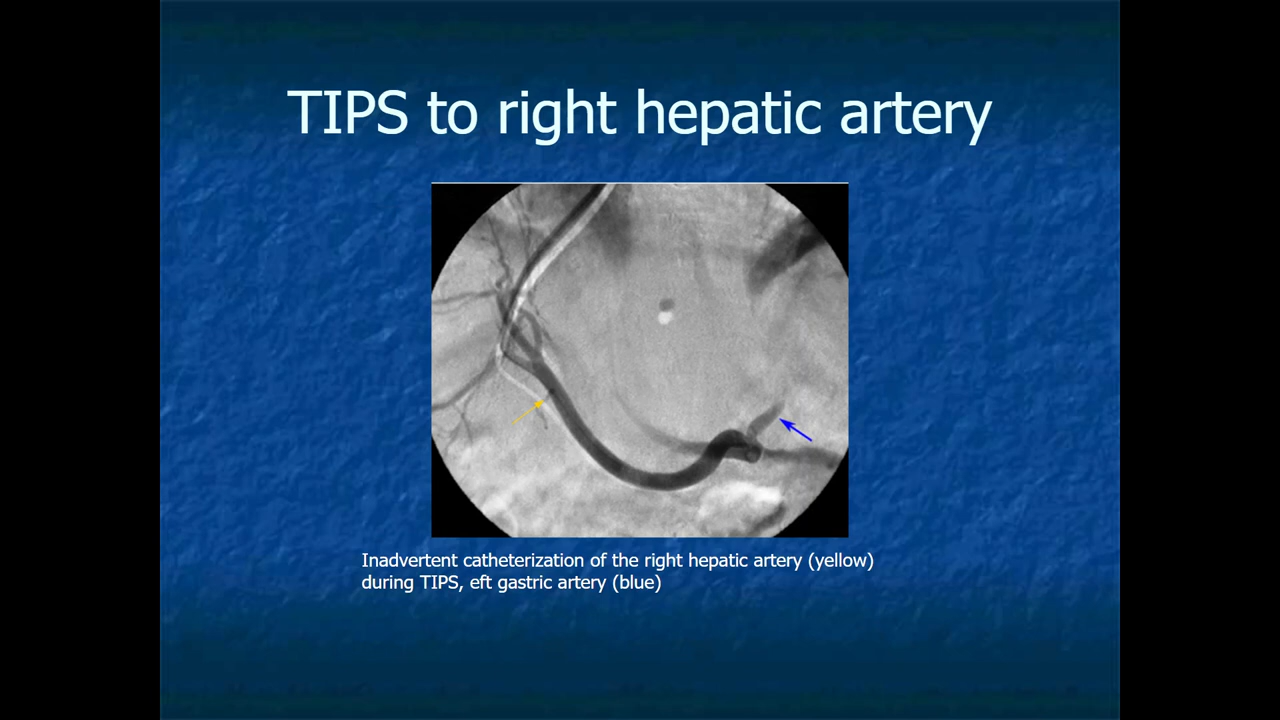 TIPS to right hepatic artery
Inadvertent catheterization of the right hepatic artery (yellow)
during TIPS, eft gastric artery (blue)